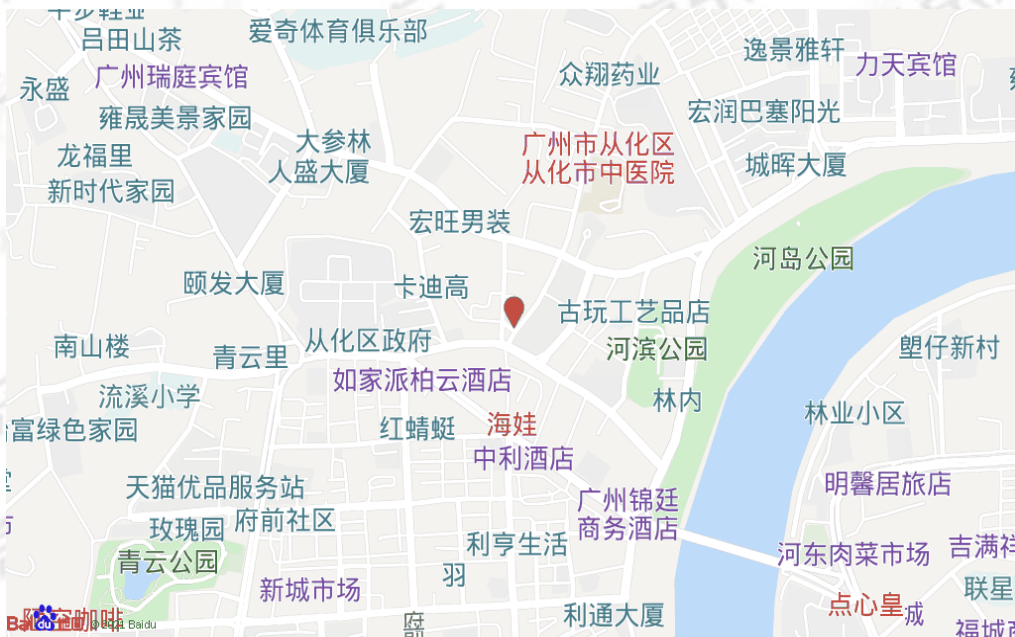 吕田山茶
爱奇体育俱乐部
逸景雅轩
力天宾馆
广州瑞庭宾馆
众翔药业
永盛
雍晟美景家园
宏润巴塞阳光
大参林
人盛大厦
广州市从化区
从化市中医院
龙福里
城晖大厦
新时代家园
宏旺男装
河岛公园
颐发大厦
卡迪高
古玩工艺品店
从化区政府
南山楼
青云里
河滨公园
塱仔新村
如家派柏云酒店
流溪小学
林内
林业小区
富绿色家园
红蜻蜓
海娃
中利酒店
天猫优品服务站
明馨居旅店
广州锦廷
商务酒店
玫瑰园
府前社区
利亨生活
青云公园
河东肉菜市场
吉满祥
羽
新城市场
联星
点心皇
城
利通大厦
府
Baidu